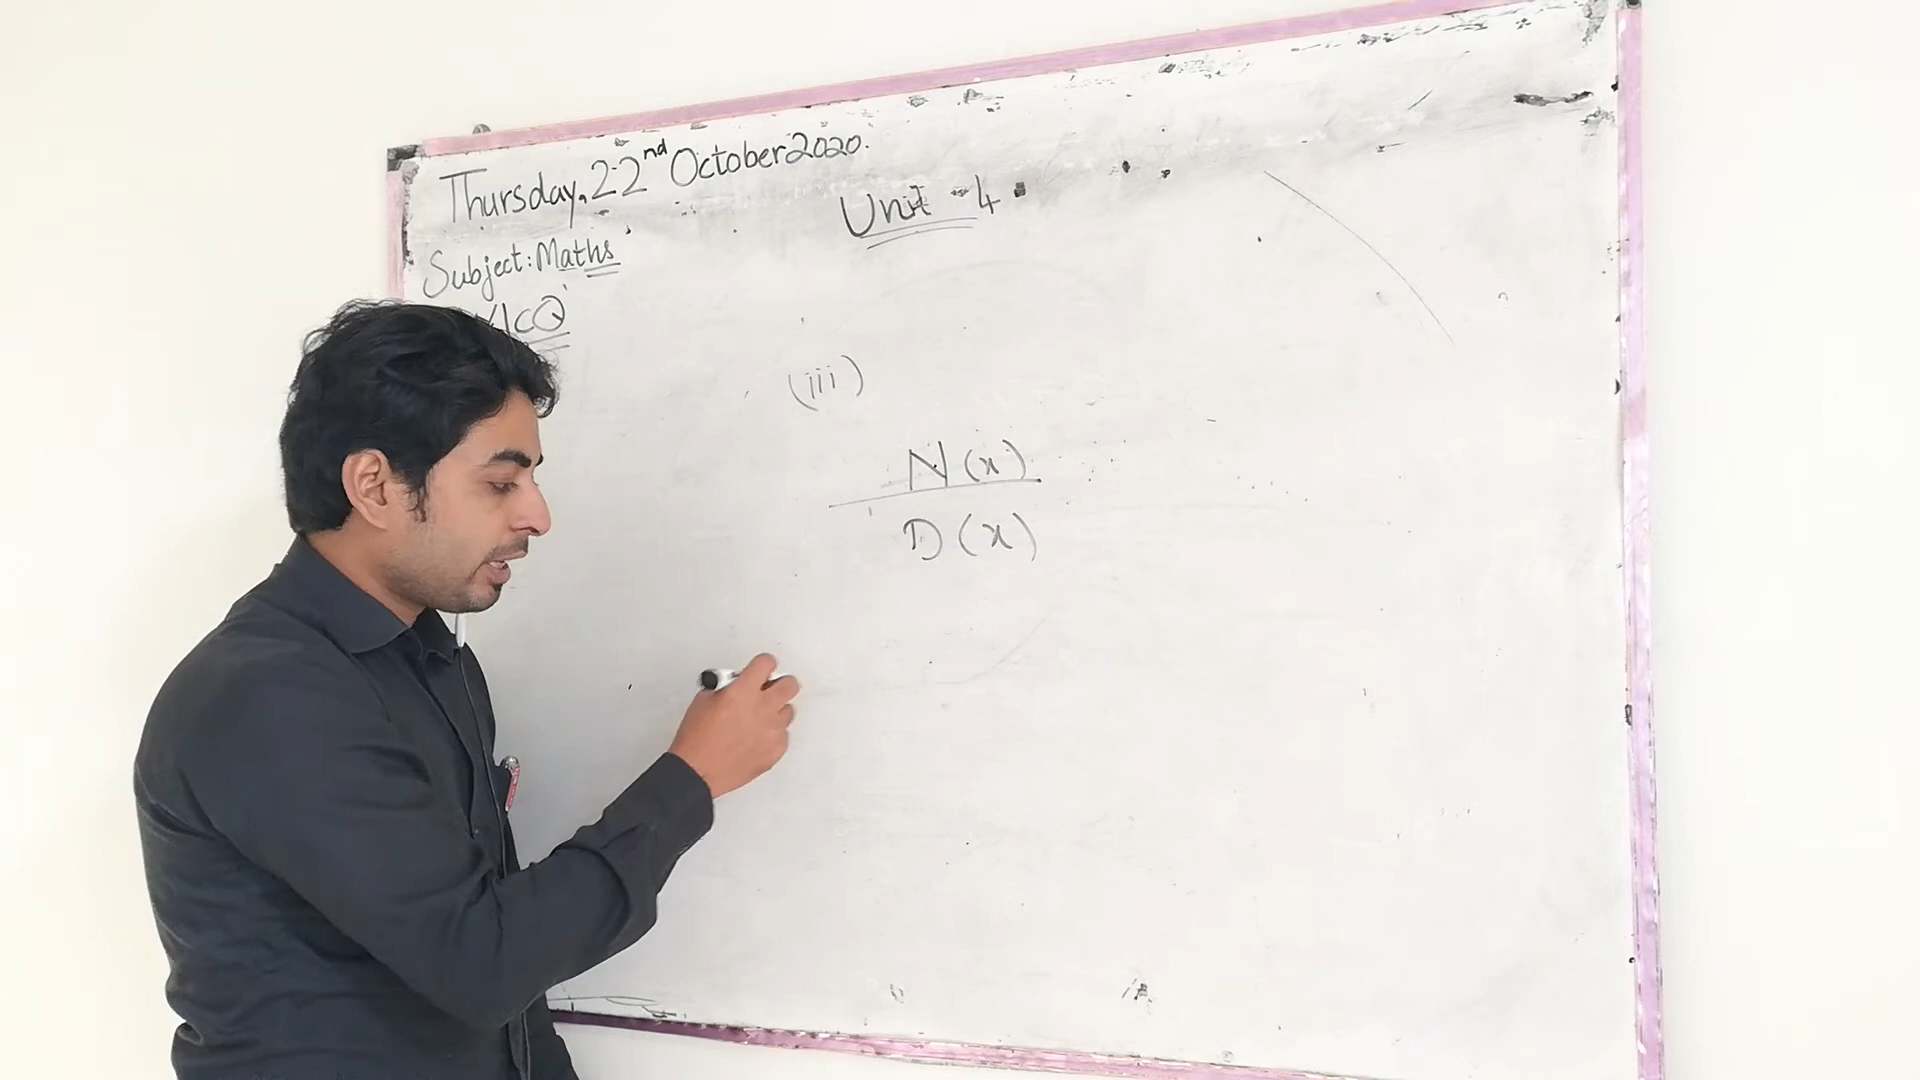 Thursday, 22nd October 2020.
Unit - 4
Subject: Maths
MCQ
(iii)
N(x)
D(x)